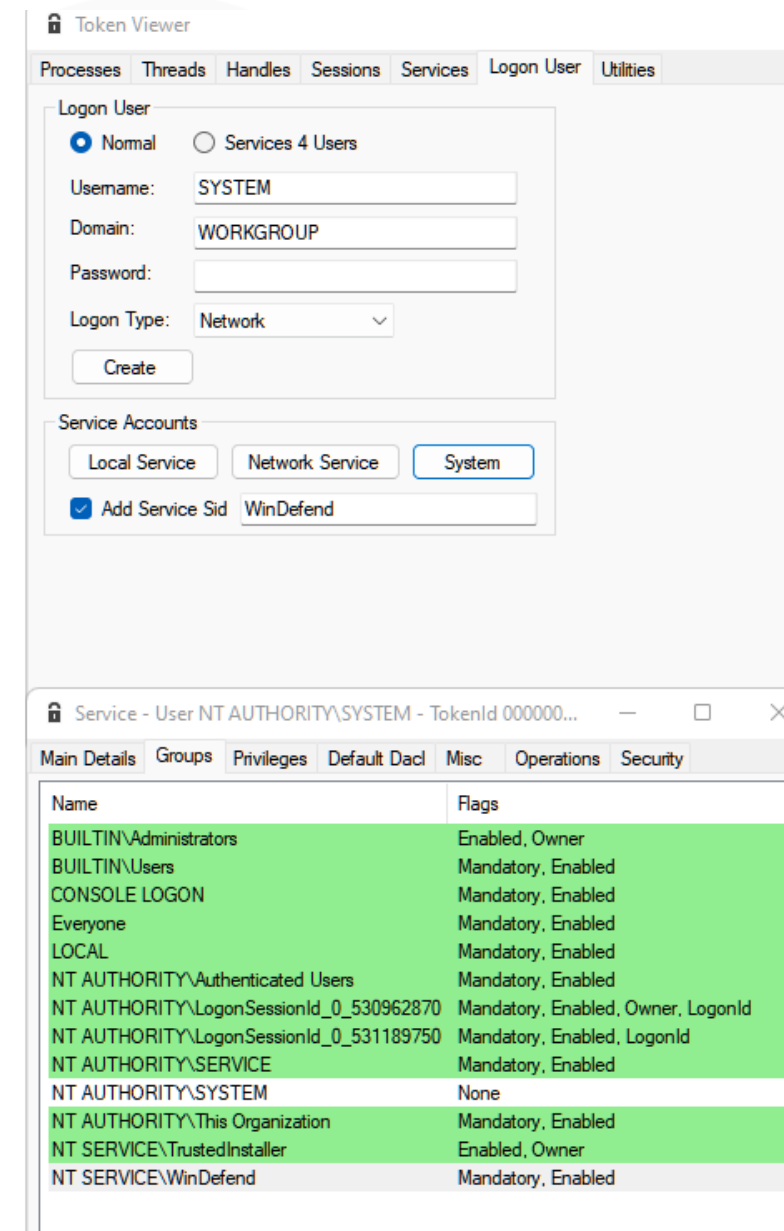 Token Viewer
Processes Threads Handles Sessions Services Logon User Utilities
Logon User
Normal Services 4 Users
Username: SYSTEM
Domain: WORKGROUP
Password:
Logon Type: Network
Create
Service Accounts
Local Service Network Service System
Add Service Sid WinDefend
Service - User NT AUTHORITY\SYSTEM - TokenId 000000...
Main Details Groups Privileges Default Dacl Misc Operations Security
Name Flags
BUILTIN\Administrators Enabled, Owner
BUILTIN\Users Mandatory, Enabled
CONSOLE LOGON Mandatory, Enabled
Everyone Mandatory, Enabled
LOCAL Mandatory, Enabled
NT AUTHORITY\Authenticated Users Mandatory, Enabled
NT AUTHORITY\LogonSessionId_0_530962870 Mandatory, Enabled, Owner, LogonId
NT AUTHORITY\LogonSessionId_0_531189750 Mandatory, Enabled, LogonId
NT AUTHORITY\SERVICE Mandatory, Enabled
NT AUTHORITY\SYSTEM None
NT AUTHORITY\This Organization Mandatory, Enabled
NT SERVICE\TrustedInstaller Enabled, Owner
NT SERVICE\WinDefend Mandatory, Enabled